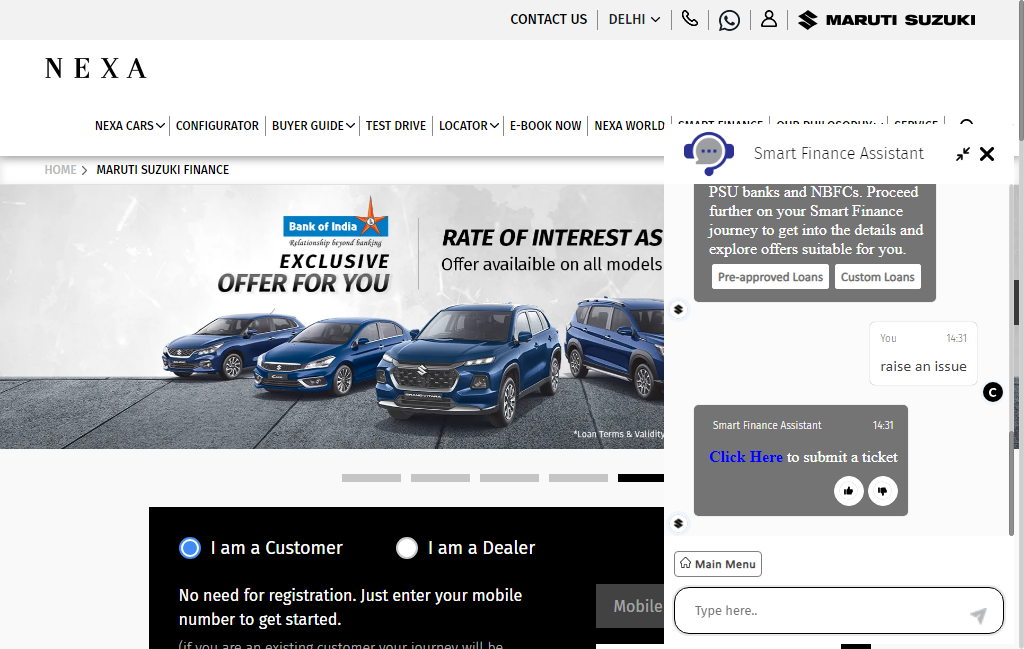 CONTACT US
DELHI
MARUTI SUZUKI
NEXA
NEXA CARS
CONFIGURATOR
BUYER GUIDE
TEST DRIVE
LOCATOR
E-BOOK NOW
NEXA WORLD
SMART FINANCE
OUR PHILOSOPHY
SERVICE
HOME
MARUTI SUZUKI FINANCE
Bank of India
Relationship beyond banking
EXCLUSIVE
OFFER FOR YOU
RATE OF INTEREST AS
Offer availaible on all models
*Loan Terms & Validity
I am a Customer
I am a Dealer
No need for registration. Just enter your mobile
number to get started.
(if you are an existing customer your journey will be
Mobile
Smart Finance Assistant
PSU banks and NBFCs. Proceed
further on your Smart Finance
journey to get into the details and
explore offers suitable for you.
Pre-approved Loans
Custom Loans
You
14:31
raise an issue
C
Smart Finance Assistant
14:31
Click Here to submit a ticket
Main Menu
Type here..